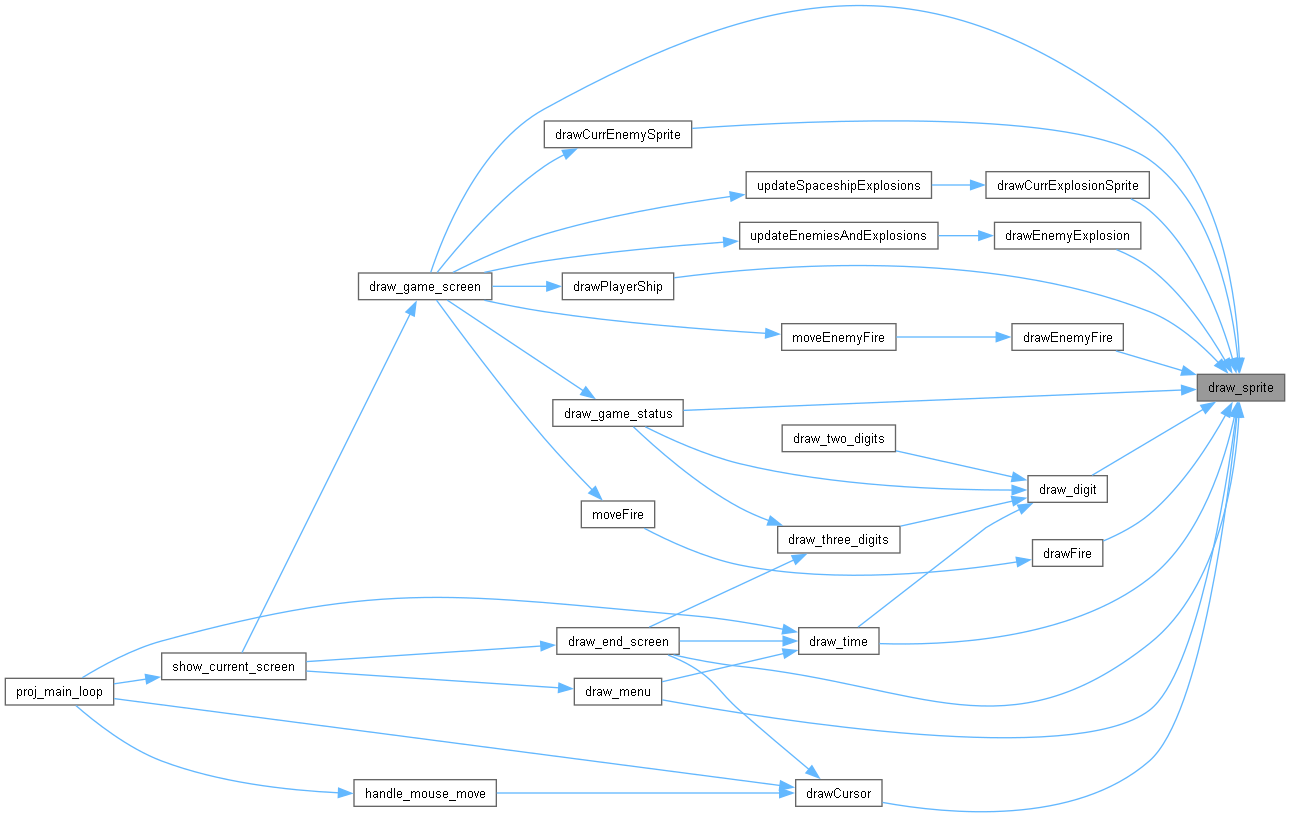 drawCurrEnemySprite
updateSpaceshipExplosions
drawCurrExplosionSprite
updateEnemiesAndExplosions
drawEnemyExplosion
draw_game_screen
drawPlayerShip
moveEnemyFire
drawEnemyFire
draw_sprite
draw_game_status
draw_two_digits
draw_digit
moveFire
draw_three_digits
drawFire
draw_end_screen
draw_time
show_current_screen
proj_main_loop
draw_menu
handle_mouse_move
drawCursor